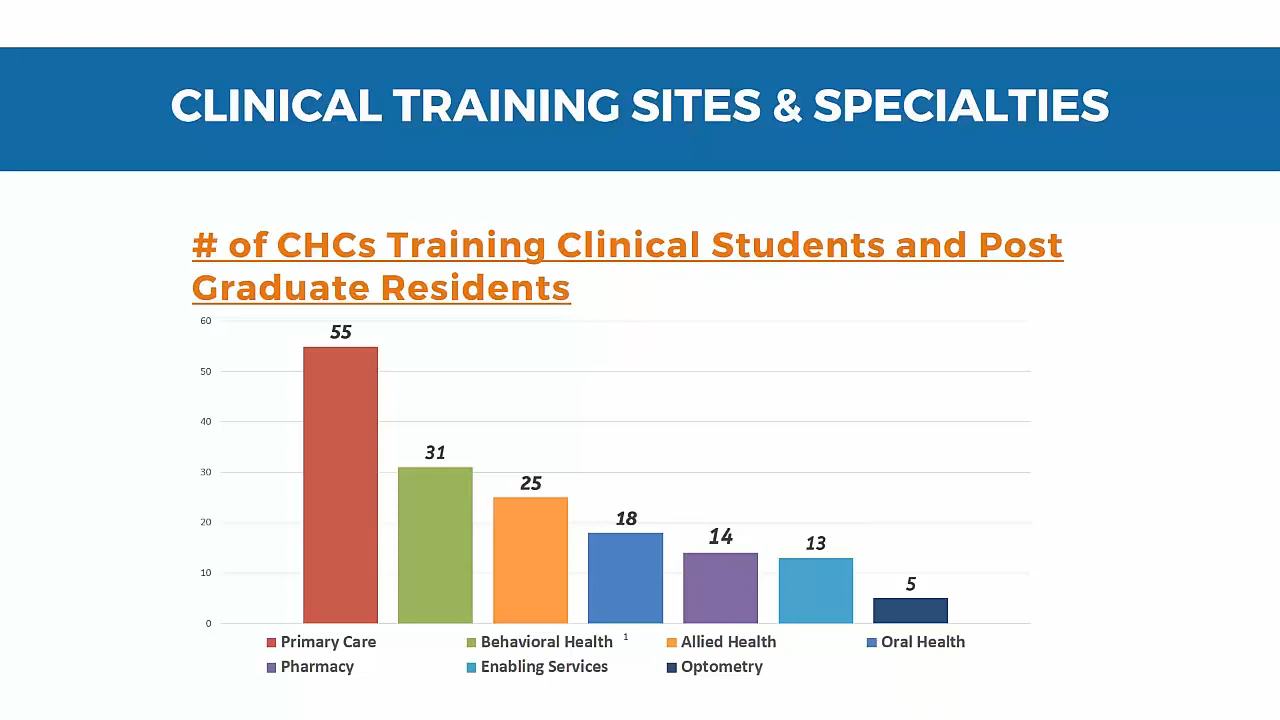 CLINICAL TRAINING SITES & SPECIALTIES
# of CHCs Training Clinical Students and Post
Graduate Residents
60
55
50
40
31
30
25
20
18
14
13
10
5
0
Primary Care
Behavioral Health 1
Allied Health
Oral Health
Pharmacy
Enabling Services
Optometry